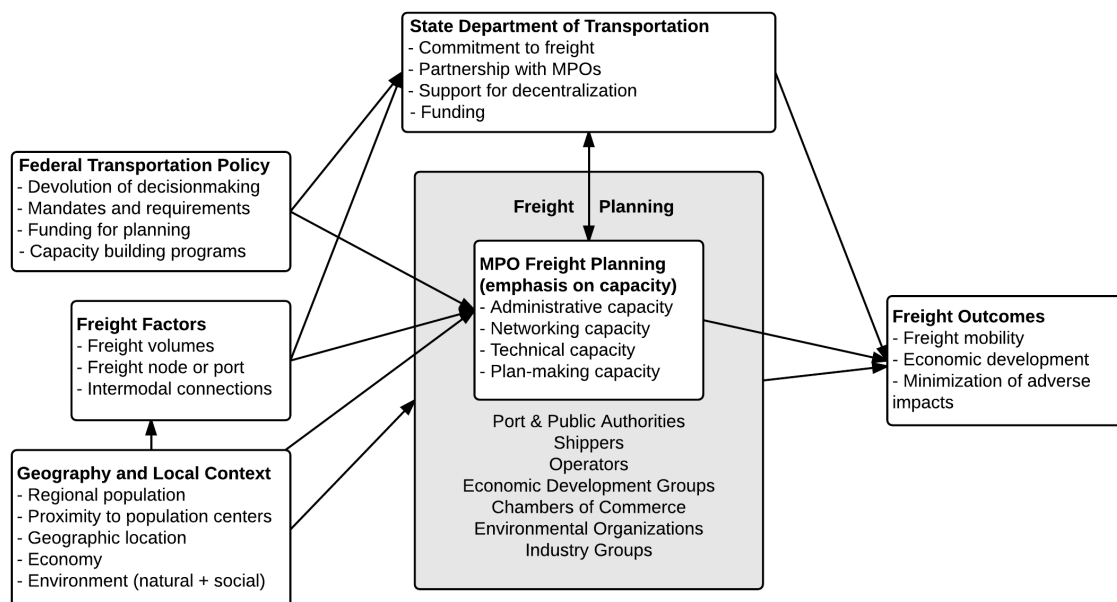 State Department of Transportation
- Commitment to freight
- Partnership with MPOs
- Support for decentralization
- Funding
Federal Transportation Policy
- Devolution of decisionmaking
- Mandates and requirements
- Funding for planning
- Capacity building programs
Freight Planning
MPO Freight Planning
(emphasis on capacity)
- Administrative capacity
- Networking capacity
- Technical capacity
- Plan-making capacity
Freight Factors
- Freight volumes
- Freight node or port
- Intermodal connections
Freight Outcomes
- Freight mobility
- Economic development
- Minimization of adverse
impacts
Port & Public Authorities
Shippers
Operators
Economic Development Groups
Chambers of Commerce
Environmental Organizations
Industry Groups
Geography and Local Context
- Regional population
- Proximity to population centers
- Geographic location
- Economy
- Environment (natural + social)